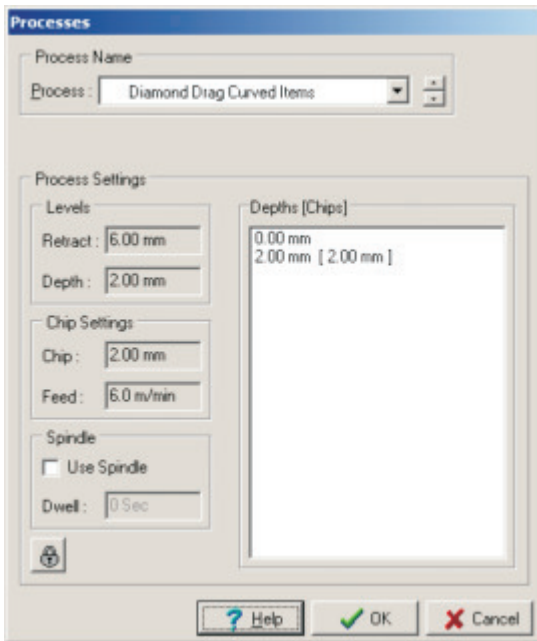 Processes
Process Name
Process : Diamond Drag Curved Items
Process Settings
Levels
Retract : 6.00 mm
Depth : 2.00 mm
Chip Settings
Chip : 2.00 mm
Feed : 6.0 m/min
Spindle
Use Spindle
Dwell : 0 Sec
Depths [Chips]
0.00 mm
2.00 mm [ 2.00 mm ]
Help
OK
Cancel